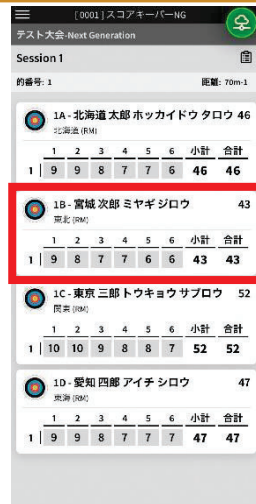 [0001]スコアキーパーNG
テスト大会-Next Generation
Session 1
的番号: 1 距離: 70m-1
1A - 北海道 太郎 ホッカイドウ タロウ 46
北海道 (RM)
1 2 3 4 5 6 小計 合計
1 9 9 8 7 7 6 46 46
1B - 宮城 次郎 ミヤギ ジロウ 43
東北 (RM)
1 2 3 4 5 6 小計 合計
1 9 8 7 7 6 6 43 43
1C - 東京 三郎 トウキョウ サブロウ 52
関東 (RM)
1 2 3 4 5 6 小計 合計
1 10 10 9 8 8 7 52 52
1D - 愛知 四郎 アイチ シロウ 47
東海 (RM)
1 2 3 4 5 6 小計 合計
1 9 9 8 7 7 7 47 47